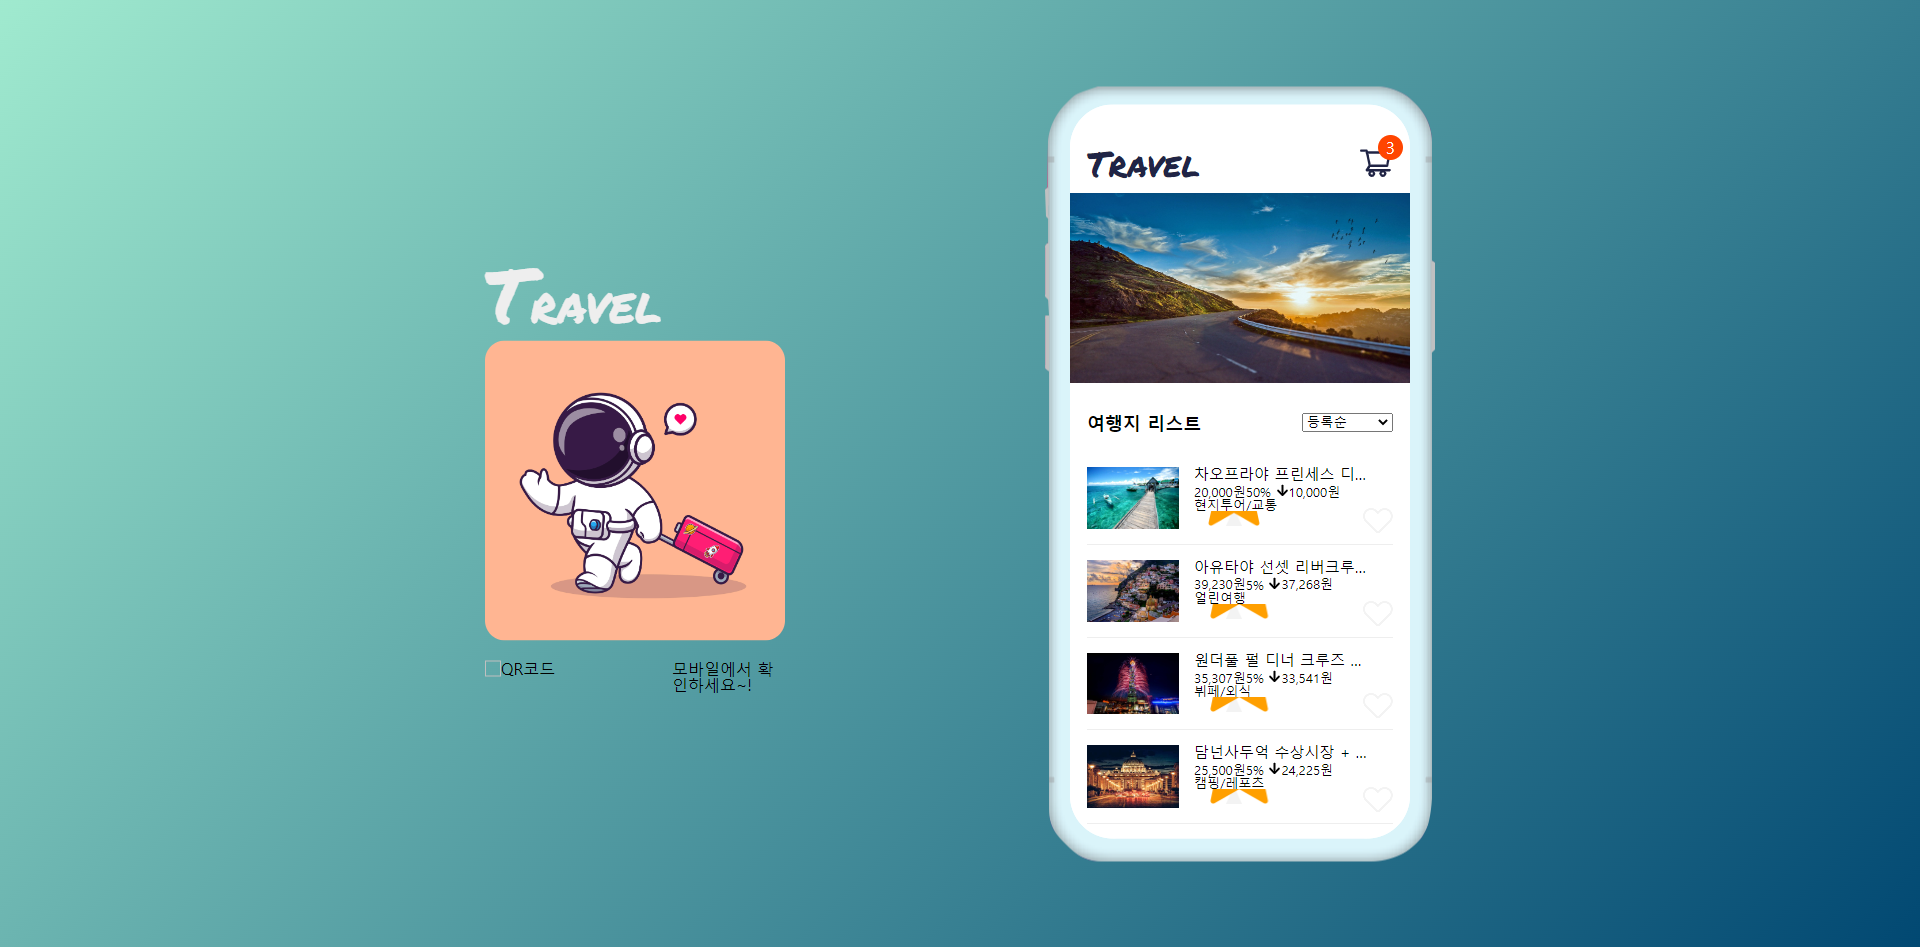 TRAVEL
QR코드
모바일에서 확
인하세요~!
TRAVEL
3
여행지 리스트
등록순
차오프라야 프린세스 디...
20,000원50% ↓10,000원
현지투어/교통
아유타야 선셋 리버크루...
39,230원5% ↓37,268원
열린여행
원더풀 펄 디너 크루즈 ...
35,307원5% ↓33,541원
뷔페/외식
담넌사두억 수상시장 + ...
25,500원5% ↓24,225원
캠핑/레포츠